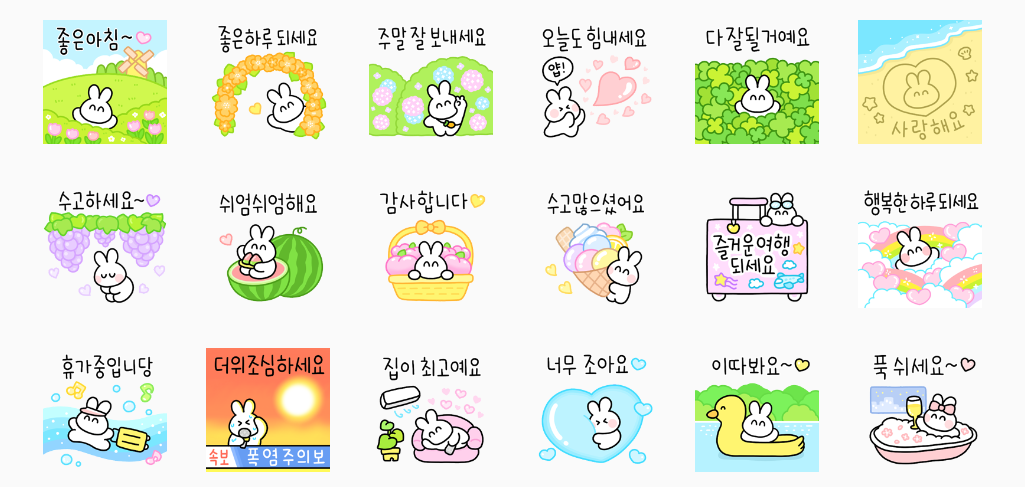 좋은아침~
좋은하루 되세요
주말 잘 보내세요
오늘도 힘내세요
얍!
다 잘될거예요
사랑해요
수고하세요~
쉬엄쉬엄해요
감사합니다
수고많으셨어요
즐거운여행
되세요
행복한하루되세요
휴가중입니당
더위조심하세요
속보 폭염주의보
집이 최고예요
너무 조아요
이따봐요~
푹 쉬세요~